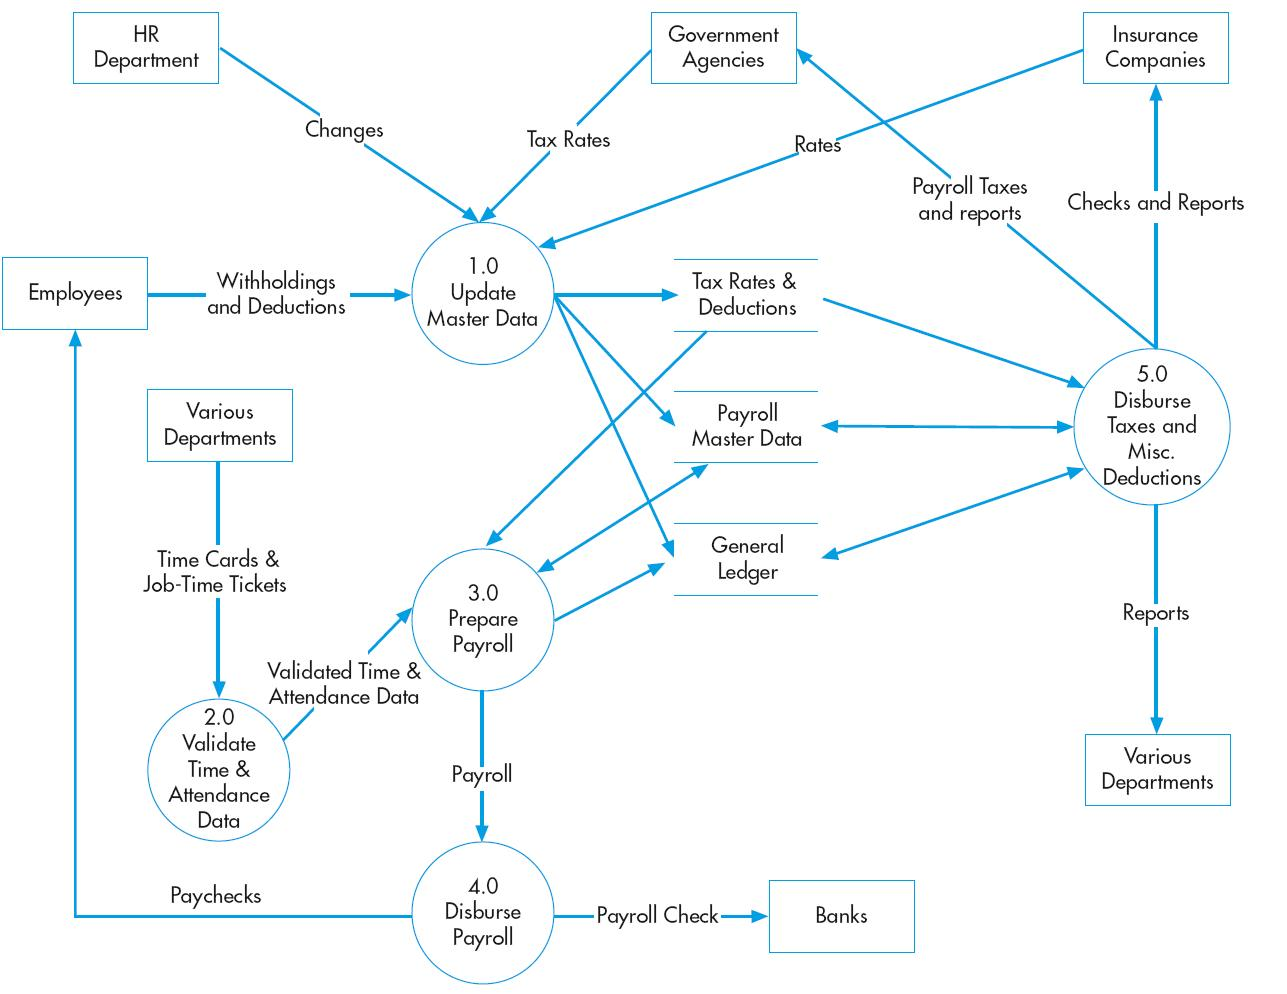 HR
Department
Government
Agencies
Insurance
Companies
Changes
Tax Rates
Rates
Payroll Taxes
and reports
Checks and Reports
Employees
Withholdings
and Deductions
1.0
Update
Master Data
Tax Rates &
Deductions
Various
Departments
Payroll
Master Data
5.0
Disburse
Taxes and
Misc.
Deductions
Time Cards &
Job-Time Tickets
General
Ledger
3.0
Prepare
Payroll
Reports
Validated Time &
Attendance Data
2.0
Validate
Time &
Attendance
Data
Payroll
Various
Departments
Paychecks
4.0
Disburse
Payroll
Payroll Check
Banks